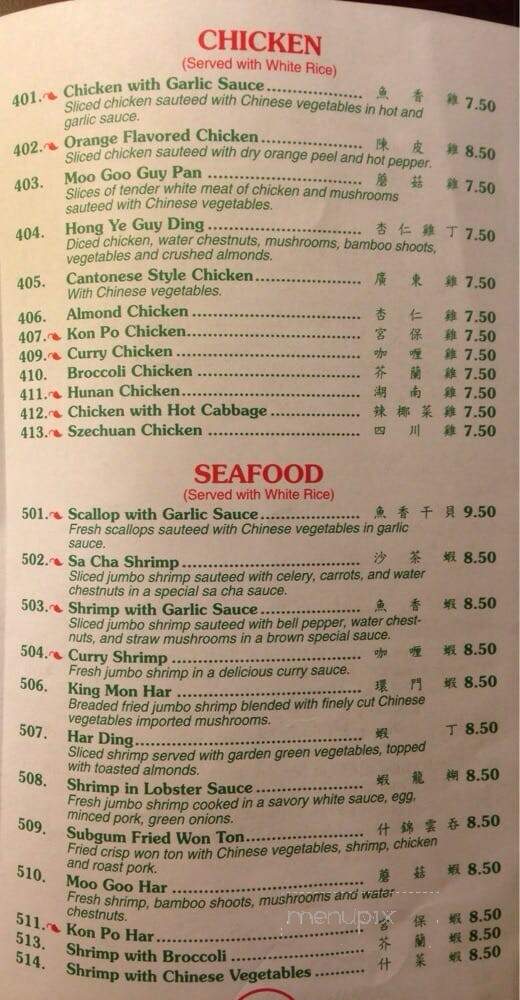 CHICKEN
(Served with White Rice)
401. Chicken with Garlic Sauce.................... 魚 香 雞 7.50
Sliced chicken sauteed with Chinese vegetables in hot and
garlic sauce.
402. Orange Flavored Chicken .................... 陳 皮 雞 8.50
Sliced chicken sauteed with dry orange peel and hot pepper.
403. Moo Goo Guy Pan .................... 蘑 菇 雞 7.50
Slices of tender white meat of chicken and mushrooms
sauteed with Chinese vegetables.
404. Hong Ye Guy Ding .................... 杏 仁 雞 丁 7.50
Diced chicken, water chestnuts, mushrooms, bamboo shoots,
vegetables and crushed almonds.
405. Cantonese Style Chicken.................... 廣 東 雞 7.50
With Chinese vegetables.
406. Almond Chicken .................... 杏 仁 雞 7.50
407. Kon Po Chicken.................... 宮 保 雞 7.50
409. Curry Chicken .................... 咖 喱 雞 7.50
410. Broccoli Chicken .................... 芥 蘭 雞 7.50
411. Hunan Chicken.................... 湖 南 雞 7.50
412. Chicken with Hot Cabbage .................... 辣 椰 菜 雞 7.50
413. Szechuan Chicken .................... 四 川 雞 7.50
SEAFOOD
(Served with White Rice)
501. Scallop with Garlic Sauce.................... 魚 香 干 貝 9.50
Fresh scallops sauteed with Chinese vegetables in garlic
sauce.
502. Sa Cha Shrimp.................... 沙 茶 蝦 8.50
Sliced jumbo shrimp sauteed with celery, carrots, and water
chestnuts in a special sa cha sauce.
503. Shrimp with Garlic Sauce .................... 魚 香 蝦 8.50
Sliced jumbo shrimp sauteed with bell pepper, water chest-
nuts, and straw mushrooms in a brown special sauce.
504. Curry Shrimp .................... 咖 喱 蝦 8.50
Fresh jumbo shrimp in a delicious curry sauce.
506. King Mon Har .................... 環 門 蝦 8.50
Breaded fried jumbo shrimp blended with finely cut Chinese
vegetables imported mushrooms.
507. Har Ding.................... 蝦 丁 8.50
Sliced shrimp served with garden green vegetables, topped
with toasted almonds.
508. Shrimp in Lobster Sauce .................... 蝦 龍 糊 8.50
Fresh jumbo shrimp cooked in a savory white sauce, egg,
minced pork, green onions.
509. Subgum Fried Won Ton.................... 什 錦 雲 吞 8.50
Fried crisp won ton with Chinese vegetables, shrimp, chicken
and roast pork.
510. Moo Goo Har .................... 蘑 菇 蝦 8.50
Fresh shrimp, bamboo shoots, mushrooms and water
chestnuts.
511. Kon Po Har.................... 宮 保 蝦 8.50
513. Shrimp with Broccoli .................... 芥 蘭 蝦 8.50
514. Shrimp with Chinese Vegetables .................... 什 菜 蝦 8.50
menupix